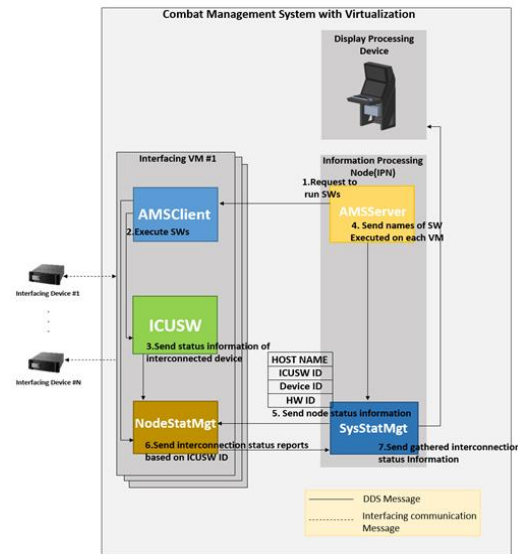 Combat Management System with Virtualization
Display Processing
Device
Interfacing VM #1
Information Processing
Node(IPN)
1.Request to
run SWs
AMSClient
AMSServer
2.Execute SWs
4. Send names of SW
Executed on each VM
Interfacing Device #1
.
.
.
ICUSW
3.Send status information of
interconnected device
Interfacing Device #N
HOST NAME
ICUSW ID
Device ID
HW ID
5. Send node status information
NodeStatMgt
SysStatMgt
6.Send interconnection status reports
based on ICUSW ID
7.Send gathered interconnection
status Information
DDS Message
Interfacing communication
Message